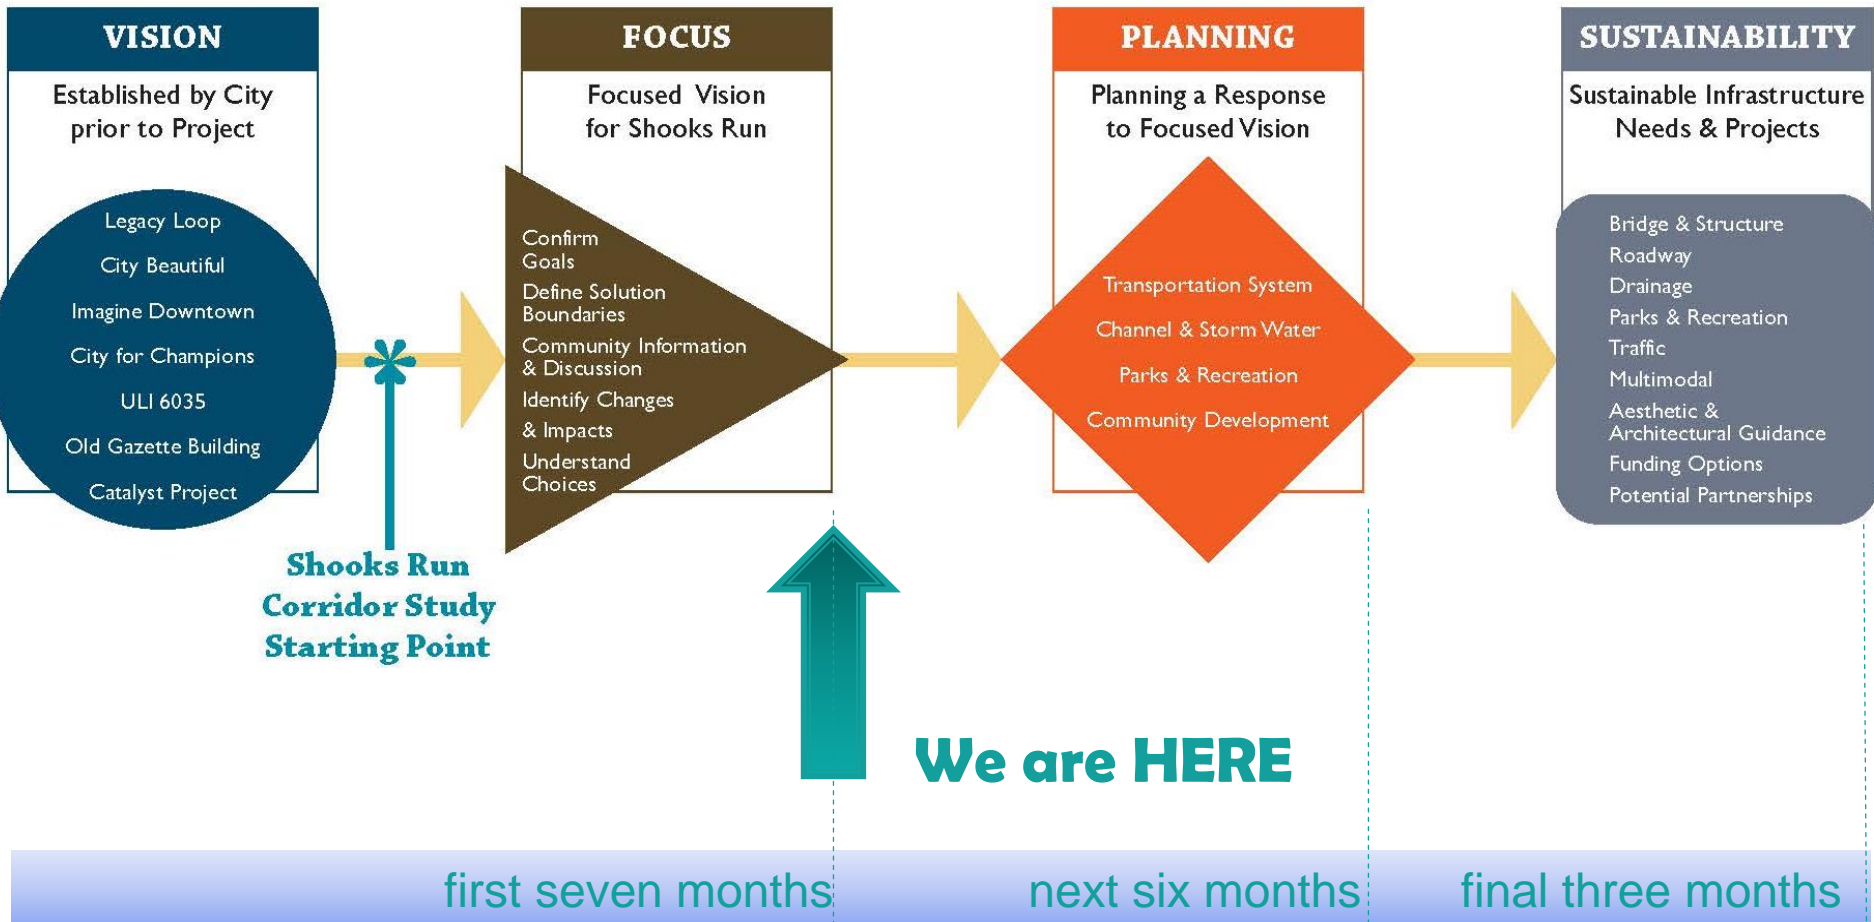 VISION
Established by City
prior to Project
Legacy Loop
City Beautiful
Imagine Downtown
City for Champions
ULI 6035
Old Gazette Building
Catalyst Project
Shooks Run
Corridor Study
Starting Point
FOCUS
Focused Vision
for Shooks Run
Confirm
Goals
Define Solution
Boundaries
Community Information
& Discussion
Identify Changes
& Impacts
Understand
Choices
PLANNING
Planning a Response
to Focused Vision
Transportation System
Channel & Storm Water
Parks & Recreation
Community Development
SUSTAINABILITY
Sustainable Infrastructure
Needs & Projects
Bridge & Structure
Roadway
Drainage
Parks & Recreation
Traffic
Multimodal
Aesthetic &
Architectural Guidance
Funding Options
Potential Partnerships
We are HERE
first seven months
next six months
final three months